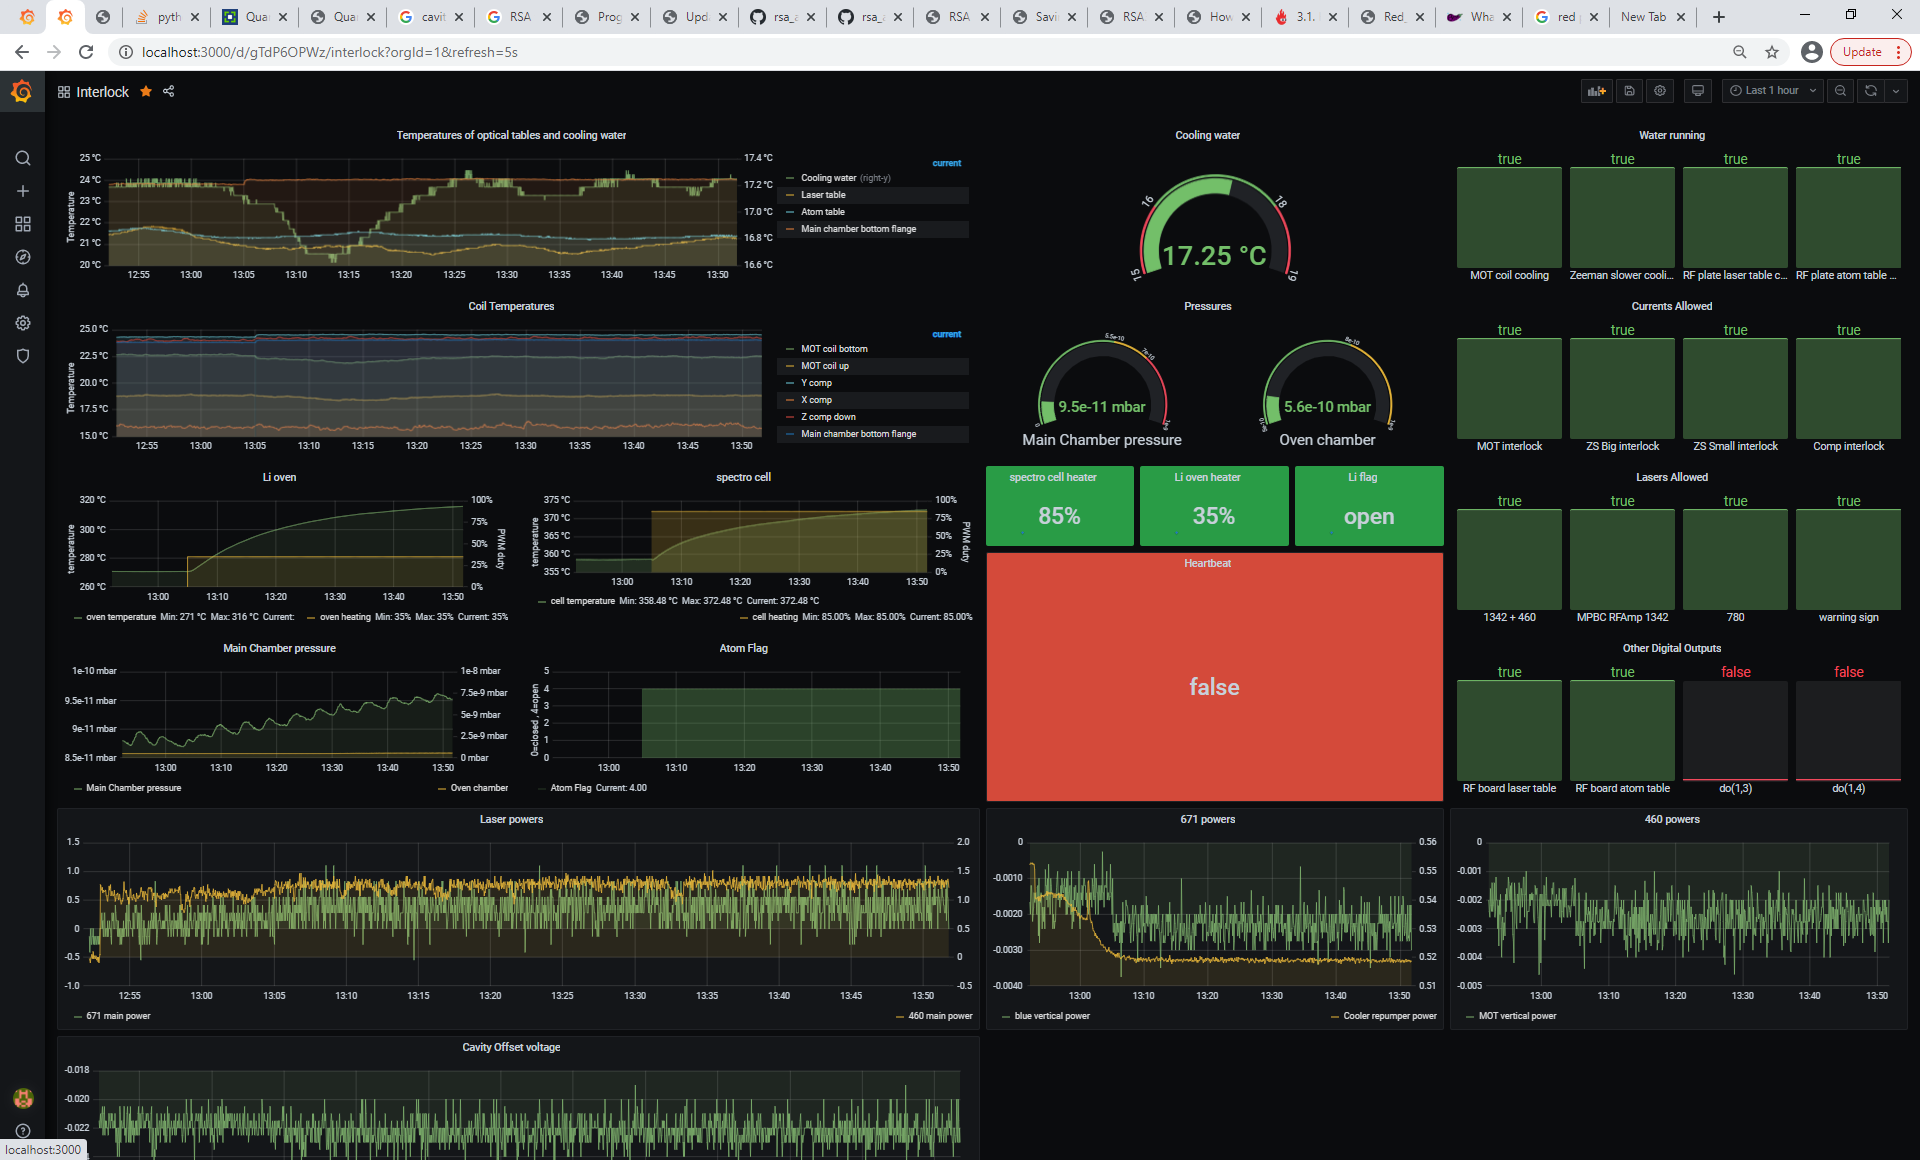 pyth
Qua
Qua
cavit
RSA
Prog
Upda
rsa_a
rsa_
RSA
Savi
RSA
How
3.1.
Red_
Wha
red
New Tab
localhost:3000/d/gTdP6OPWz/interlock?orgId=1&refresh=5s
Update
Interlock
Last 1 hour
Temperatures of optical tables and cooling water
25 °C
24 °C
23 °C
22 °C
21 °C
20 °C
Temperature
17.4 °C
17.2 °C
17.0 °C
16.8 °C
16.6 °C
12:55 13:00 13:05 13:10 13:15 13:20 13:25 13:30 13:35 13:40 13:45 13:50
current
Cooling water (right-y)
Laser table
Atom table
Main chamber bottom flange
Cooling water
15 16 18 19
17.25 °C
Water running
true true true true
MOT coil cooling Zeeman slower cooli... RF plate laser table c... RF plate atom table ...
Coil Temperatures
25.0 °C
22.5 °C
20.0 °C
17.5 °C
15.0 °C
Temperature
12:55 13:00 13:05 13:10 13:15 13:20 13:25 13:30 13:35 13:40 13:45 13:50
current
MOT coil bottom
MOT coil up
Y comp
X comp
Z comp down
Main chamber bottom flange
Pressures
0 5.5e-10 7e-10 1e-9
9.5e-11 mbar
Main Chamber pressure
5e-10 8e-10 1e-9
5.6e-10 mbar
Oven chamber
Currents Allowed
true true true true
MOT interlock ZS Big interlock ZS Small interlock Comp interlock
Li oven
320 °C
300 °C
280 °C
260 °C
temperature
100%
75%
50%
25%
0%
PWM duty
13:00 13:10 13:20 13:30 13:40 13:50
oven temperature Min: 271 °C Max: 316 °C Current:
oven heating Min: 35% Max: 35% Current: 35%
spectro cell
375 °C
370 °C
365 °C
360 °C
355 °C
temperature
100%
75%
50%
25%
0%
PWM duty
13:00 13:10 13:20 13:30 13:40 13:50
cell temperature Min: 358.48 °C Max: 372.48 °C Current: 372.48 °C
cell heating Min: 85.00% Max: 85.00% Current: 85.00%
spectro cell heater
85%
Li oven heater
35%
Li flag
open
Heartbeat
false
Lasers Allowed
true true true true
1342 + 460 MPBC RFAmp 1342 780 warning sign
Main Chamber pressure
1e-10 mbar
9.5e-11 mbar
9e-11 mbar
8.5e-11 mbar
1e-8 mbar
7.5e-9 mbar
5e-9 mbar
2.5e-9 mbar
0 mbar
13:00 13:10 13:20 13:30 13:40 13:50
Main Chamber pressure
Oven chamber
Atom Flag
5
4
3
2
1
0
0=closed , 4=open
13:00 13:10 13:20 13:30 13:40 13:50
Atom Flag Current: 4.00
Other Digital Outputs
true true false false
RF board laser table RF board atom table do(1,3) do(1,4)
Laser powers
1.5
1.0
0.5
0
-0.5
-1.0
2.0
1.5
1.0
0.5
0
-0.5
12:55 13:00 13:05 13:10 13:15 13:20 13:25 13:30 13:35 13:40 13:45 13:50
671 main power
460 main power
671 powers
0
-0.0010
-0.0020
-0.0030
-0.0040
0.56
0.55
0.54
0.53
0.52
0.51
13:00 13:10 13:20 13:30 13:40 13:50
blue vertical power
Cooler repumper power
460 powers
0
-0.001
-0.002
-0.003
-0.004
-0.005
13:00 13:10 13:20 13:30 13:40 13:50
MOT vertical power
Cavity Offset voltage
-0.018
-0.020
-0.022
localhost:3000